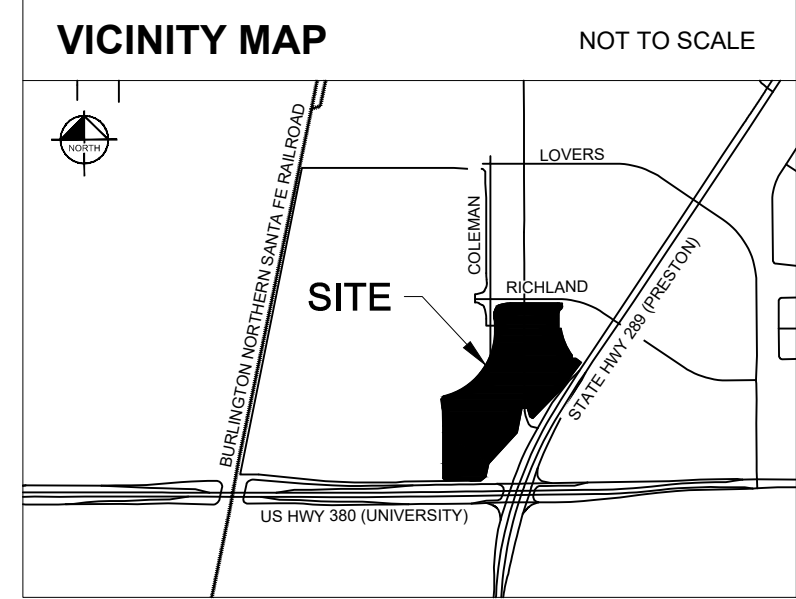 VICINITY MAP
NOT TO SCALE
NORTH
BURLINGTON NORTHERN SANTA FE RAILROAD
LOVERS
COLEMAN
RICHLAND
SITE
STATE HWY 289 (PRESTON)
US HWY 380 (UNIVERSITY)